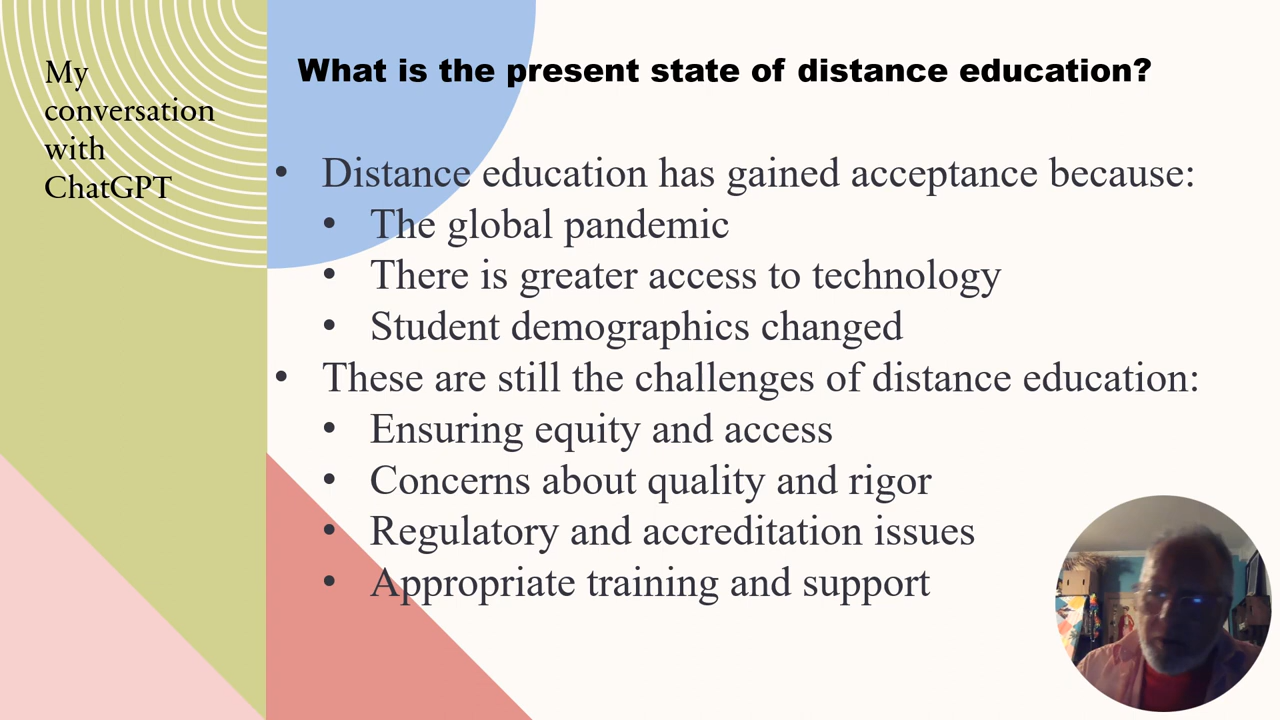 My
conversation
with
ChatGPT
What is the present state of distance education?
• Distance education has gained acceptance because:
• The global pandemic
• There is greater access to technology
• Student demographics changed
• These are still the challenges of distance education:
• Ensuring equity and access
• Concerns about quality and rigor
• Regulatory and accreditation issues
• Appropriate training and support